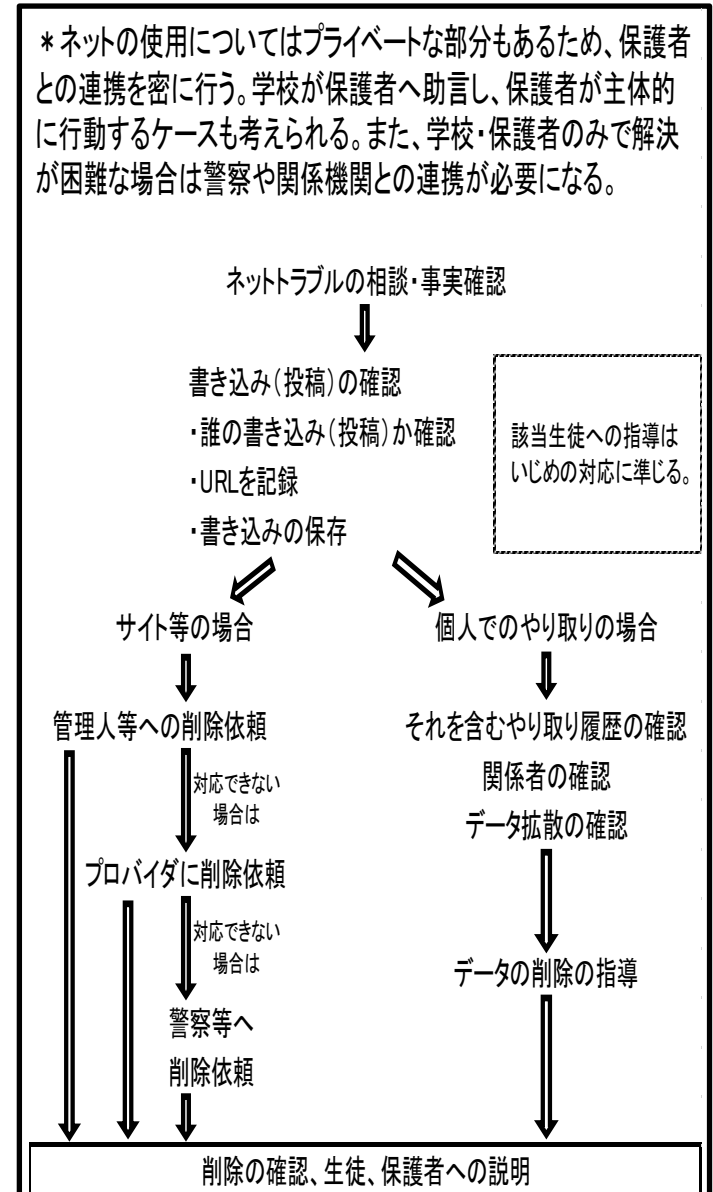 ＊ネットの使用についてはプライベートな部分もあるため、保護者
との連携を密に行う。学校が保護者へ助言し、保護者が主体的
に行動するケースも考えられる。また、学校・保護者のみで解決
が困難な場合は警察や関係機関との連携が必要になる。
ネットトラブルの相談・事実確認
書き込み（投稿）の確認
・誰の書き込み（投稿）か確認
・URLを記録
・書き込みの保存
該当生徒への指導は
いじめの対応に準じる。
サイト等の場合
管理人等への削除依頼
対応できない
場合は
プロバイダに削除依頼
対応できない
場合は
警察等へ
削除依頼
個人でのやり取りの場合
それを含むやり取り履歴の確認
関係者の確認
データ拡散の確認
データの削除の指導
削除の確認、生徒、保護者への説明